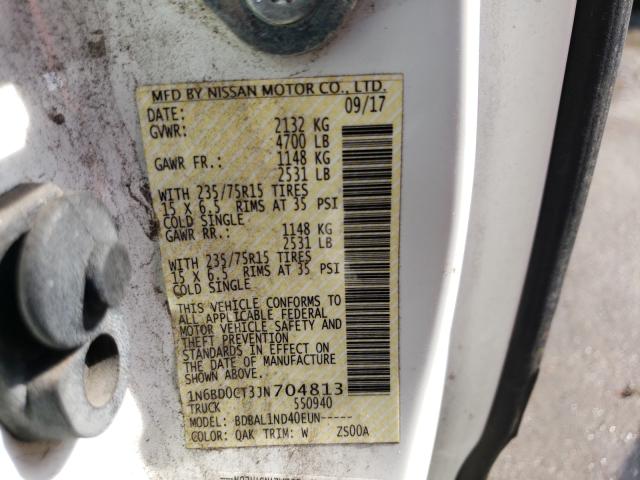 MFD BY NISSAN MOTOR CO., LTD.
DATE: 09/17
GVWR: 2132 KG
4700 LB
GAWR FR.: 1148 KG
2531 LB
WITH 235/75R15 TIRES
15 X 6.5 RIMS AT 35 PSI
COLD SINGLE
GAWR RR.: 1148 KG
2531 LB
WITH 235/75R15 TIRES
15 X 6.5 RIMS AT 35 PSI
COLD SINGLE
THIS VEHICLE CONFORMS TO
ALL APPLICABLE FEDERAL
MOTOR VEHICLE SAFETY AND
THEFT PREVENTION
STANDARDS IN EFFECT ON
THE DATE OF MANUFACTURE
SHOWN ABOVE.
1N6BD0CT3JN704813
TRUCK 550940
MODEL: BDBAL1ND40EUN-----
COLOR: QAK TRIM: W ZS00A